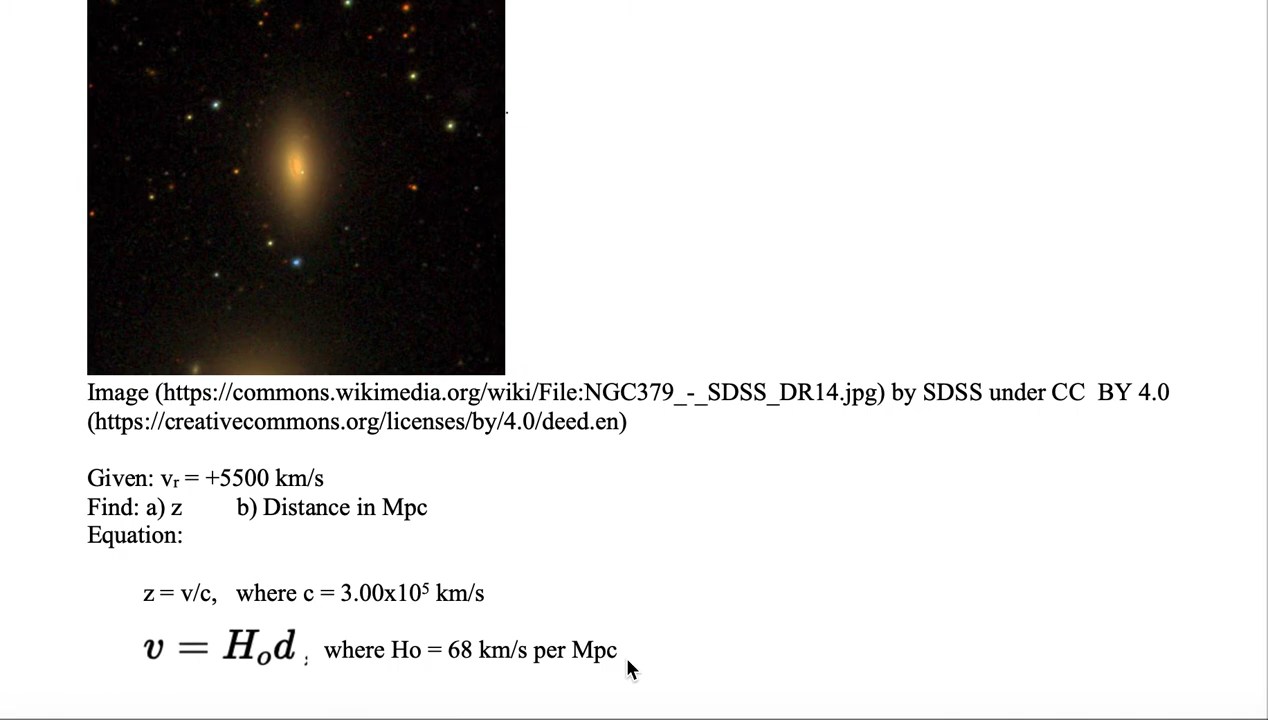 Image (https://commons.wikimedia.org/wiki/File:NGC379_-_SDSS_DR14.jpg) by SDSS under CC  BY 4.0
(https://creativecommons.org/licenses/by/4.0/deed.en)
Given: vᵣ = +5500 km/s
Find: a) z        b) Distance in Mpc
Equation:
z = v/c,   where c = 3.00x10⁵ km/s
v = Hₒd ;  where Ho = 68 km/s per Mpc